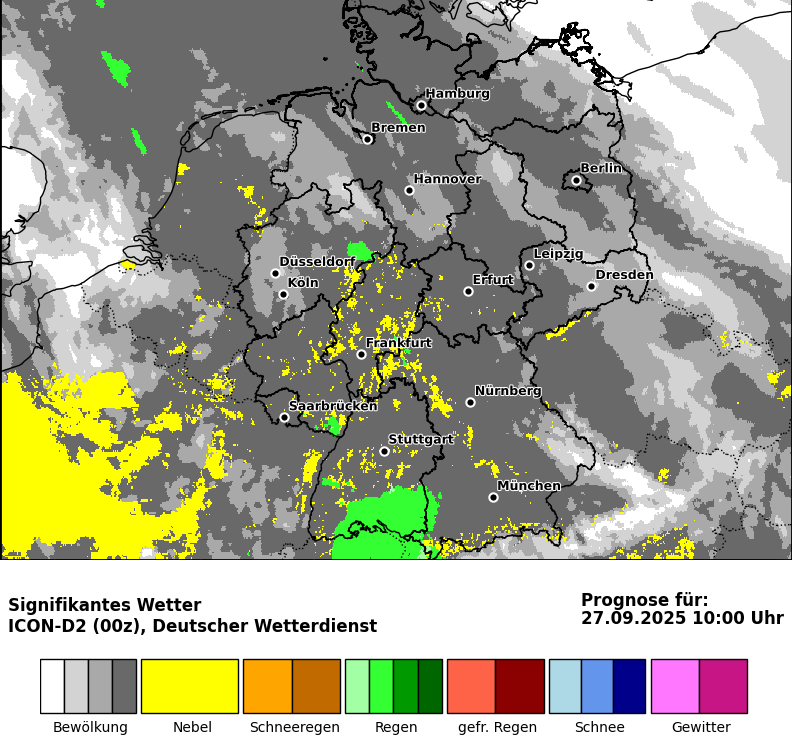 Hamburg
Bremen
Berlin
Hannover
Düsseldorf
Leipzig
Köln
Erfurt
Dresden
Frankfurt
Nürnberg
Saarbrücken
Stuttgart
München
Signifikantes Wetter
ICON-D2 (00z), Deutscher Wetterdienst
Prognose für:
27.09.2025 10:00 Uhr
Bewölkung
Nebel
Schneeregen
Regen
gefr. Regen
Schnee
Gewitter